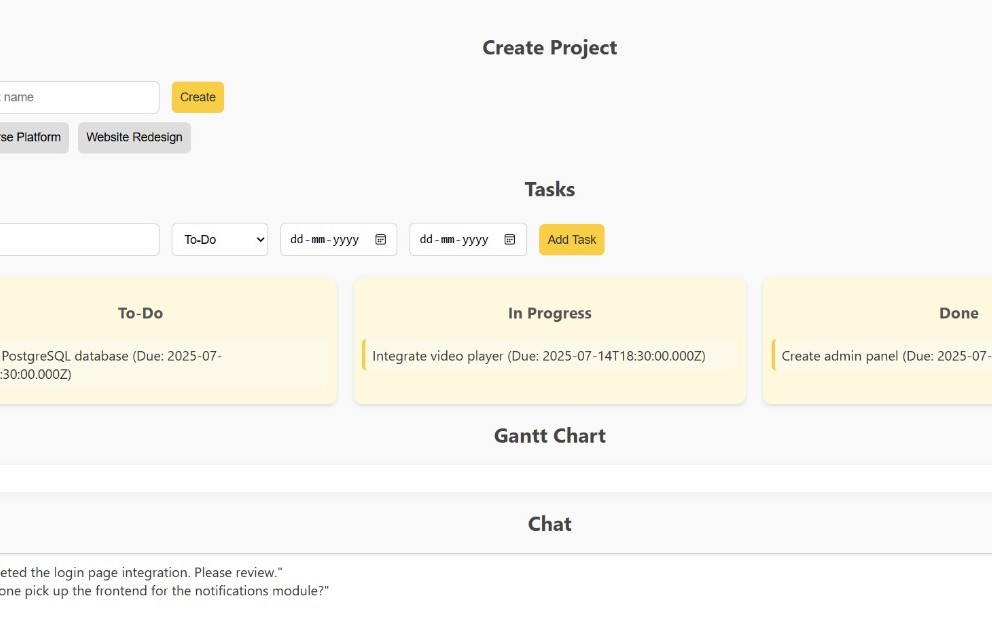 Create Project
name
Create
Platform
Website Redesign
Tasks
To-Do
dd-mm-yyyy
dd-mm-yyyy
Add Task
To-Do
In Progress
Done
PostgreSQL database (Due: 2025-07-
:30:00.000Z)
Integrate video player (Due: 2025-07-14T18:30:00.000Z)
Create admin panel (Due: 2025-07-
Gantt Chart
Chat
the login page integration. Please review."
one pick up the frontend for the notifications module?"